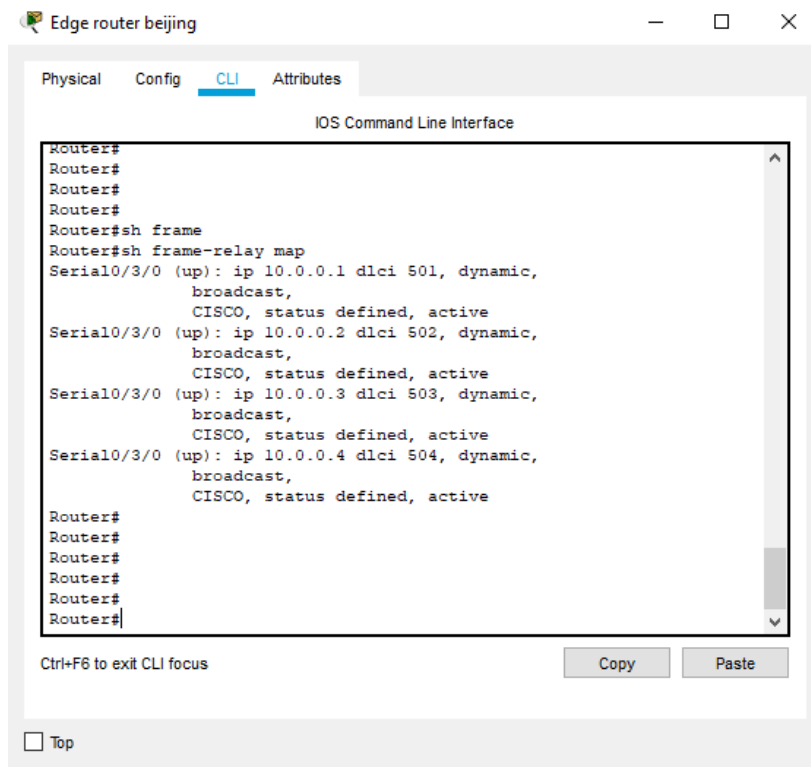 Edge router beijing
Physical Config CLI Attributes
IOS Command Line Interface
Router#
Router#
Router#
Router#
Router#sh frame
Router#sh frame-relay map
Serial0/3/0 (up): ip 10.0.0.1 dlci 501, dynamic,
broadcast,
CISCO, status defined, active
Serial0/3/0 (up): ip 10.0.0.2 dlci 502, dynamic,
broadcast,
CISCO, status defined, active
Serial0/3/0 (up): ip 10.0.0.3 dlci 503, dynamic,
broadcast,
CISCO, status defined, active
Serial0/3/0 (up): ip 10.0.0.4 dlci 504, dynamic,
broadcast,
CISCO, status defined, active
Router#
Router#
Router#
Router#
Router#
Router#
Ctrl+F6 to exit CLI focus
Copy Paste
Top